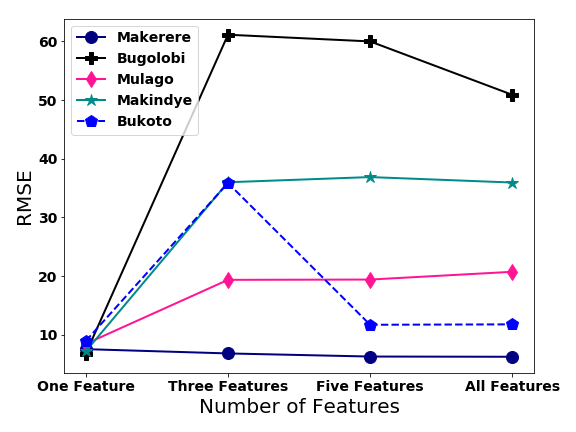 Makerere
Bugolobi
Mulago
Makindye
Bukoto
60
50
40
30
20
10
RMSE
One Feature Three Features Five Features All Features
Number of Features